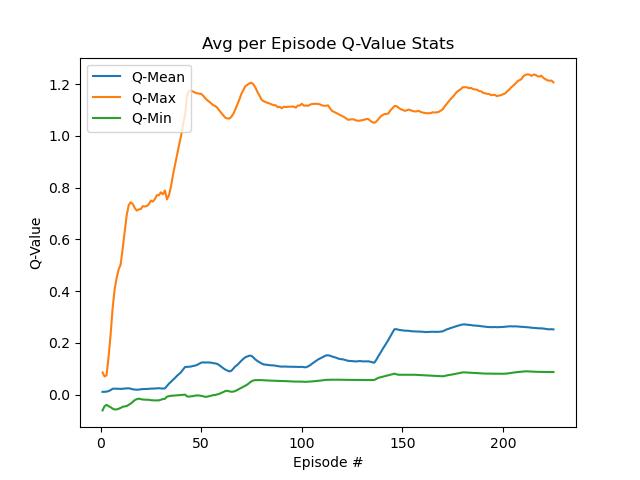 Avg per Episode Q-Value Stats
Q-Mean
Q-Max
Q-Min
Q-Value
1.2
1.0
0.8
0.6
0.4
0.2
0.0
0 50 100 150 200
Episode #